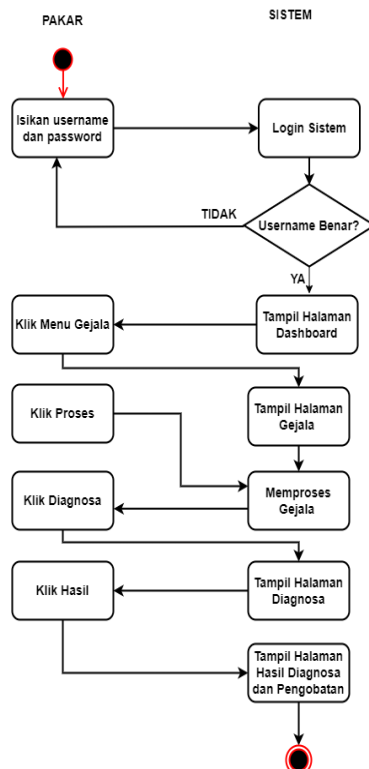 PAKAR
SISTEM
Isikan username
dan password
Login Sistem
TIDAK
Username Benar?
YA
Klik Menu Gejala
Tampil Halaman
Dashboard
Klik Proses
Tampil Halaman
Gejala
Klik Diagnosa
Memproses
Gejala
Klik Hasil
Tampil Halaman
Diagnosa
Tampil Halaman
Hasil Diagnosa
dan Pengobatan